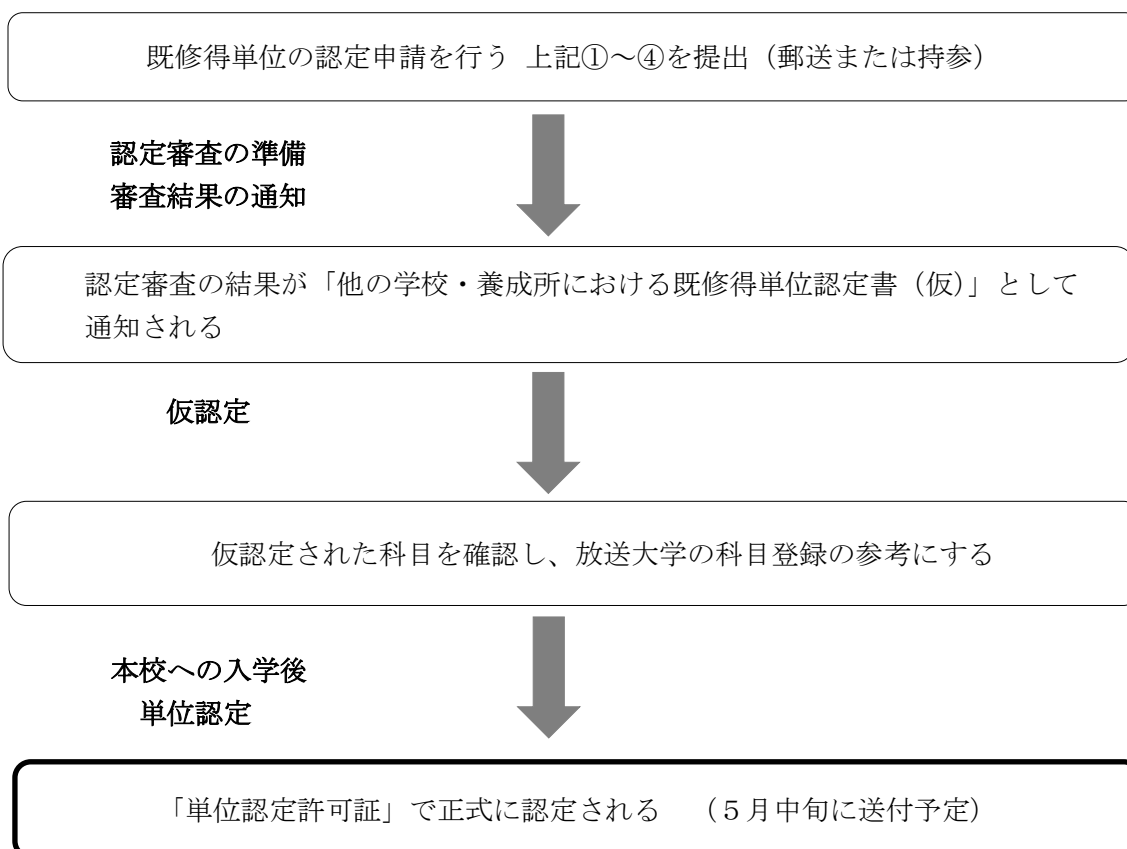 既修得単位の認定申請を行う 上記①～④を提出（郵送または持参）
認定審査の準備
審査結果の通知
認定審査の結果が「他の学校・養成所における既修得単位認定書（仮）」として
通知される
仮認定
仮認定された科目を確認し、放送大学の科目登録の参考にする
本校への入学後
単位認定
「単位認定許可証」で正式に認定される　（５月中旬に送付予定）